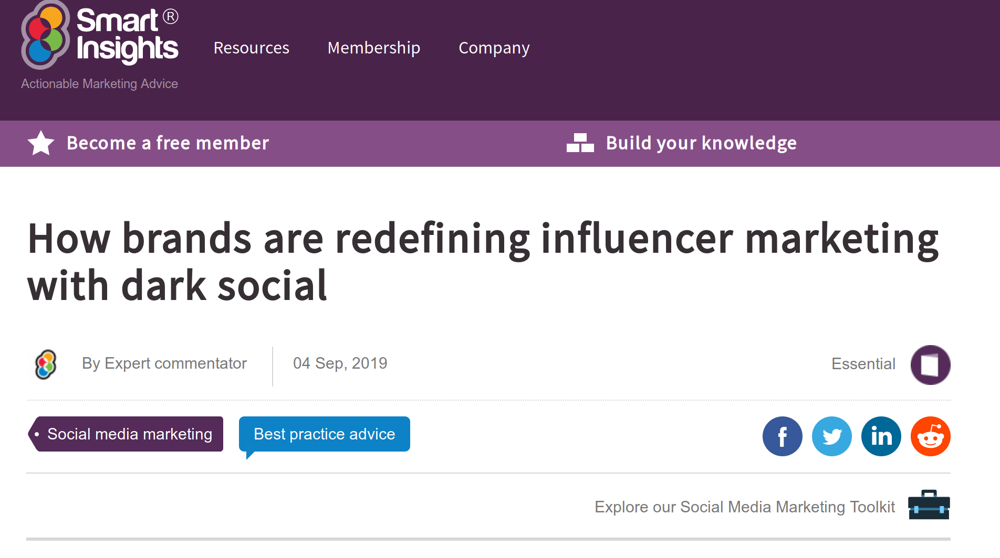 Smart ®
Insights
Actionable Marketing Advice
Resources
Membership
Company
Become a free member
Build your knowledge
How brands are redefining influencer marketing
with dark social
By Expert commentator
04 Sep, 2019
Essential
Social media marketing
Best practice advice
f
in
Explore our Social Media Marketing Toolkit